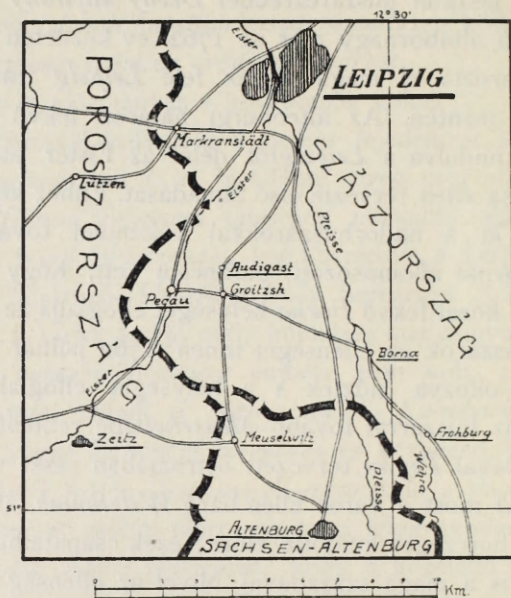 12°30'
Elster
LEIPZIG
POROSZORSZÁG
Markranstädt
SZÁSZORSZÁG
Lützen
Elster
Pleisse
Audigast
Pegau
Groitzsh
Borna
Elster
Zeitz
Meuselwitz
Frohburg
Pleisse
Wyhra
51°
ALTENBURG
SACHSEN-ALTENBURG
Km.